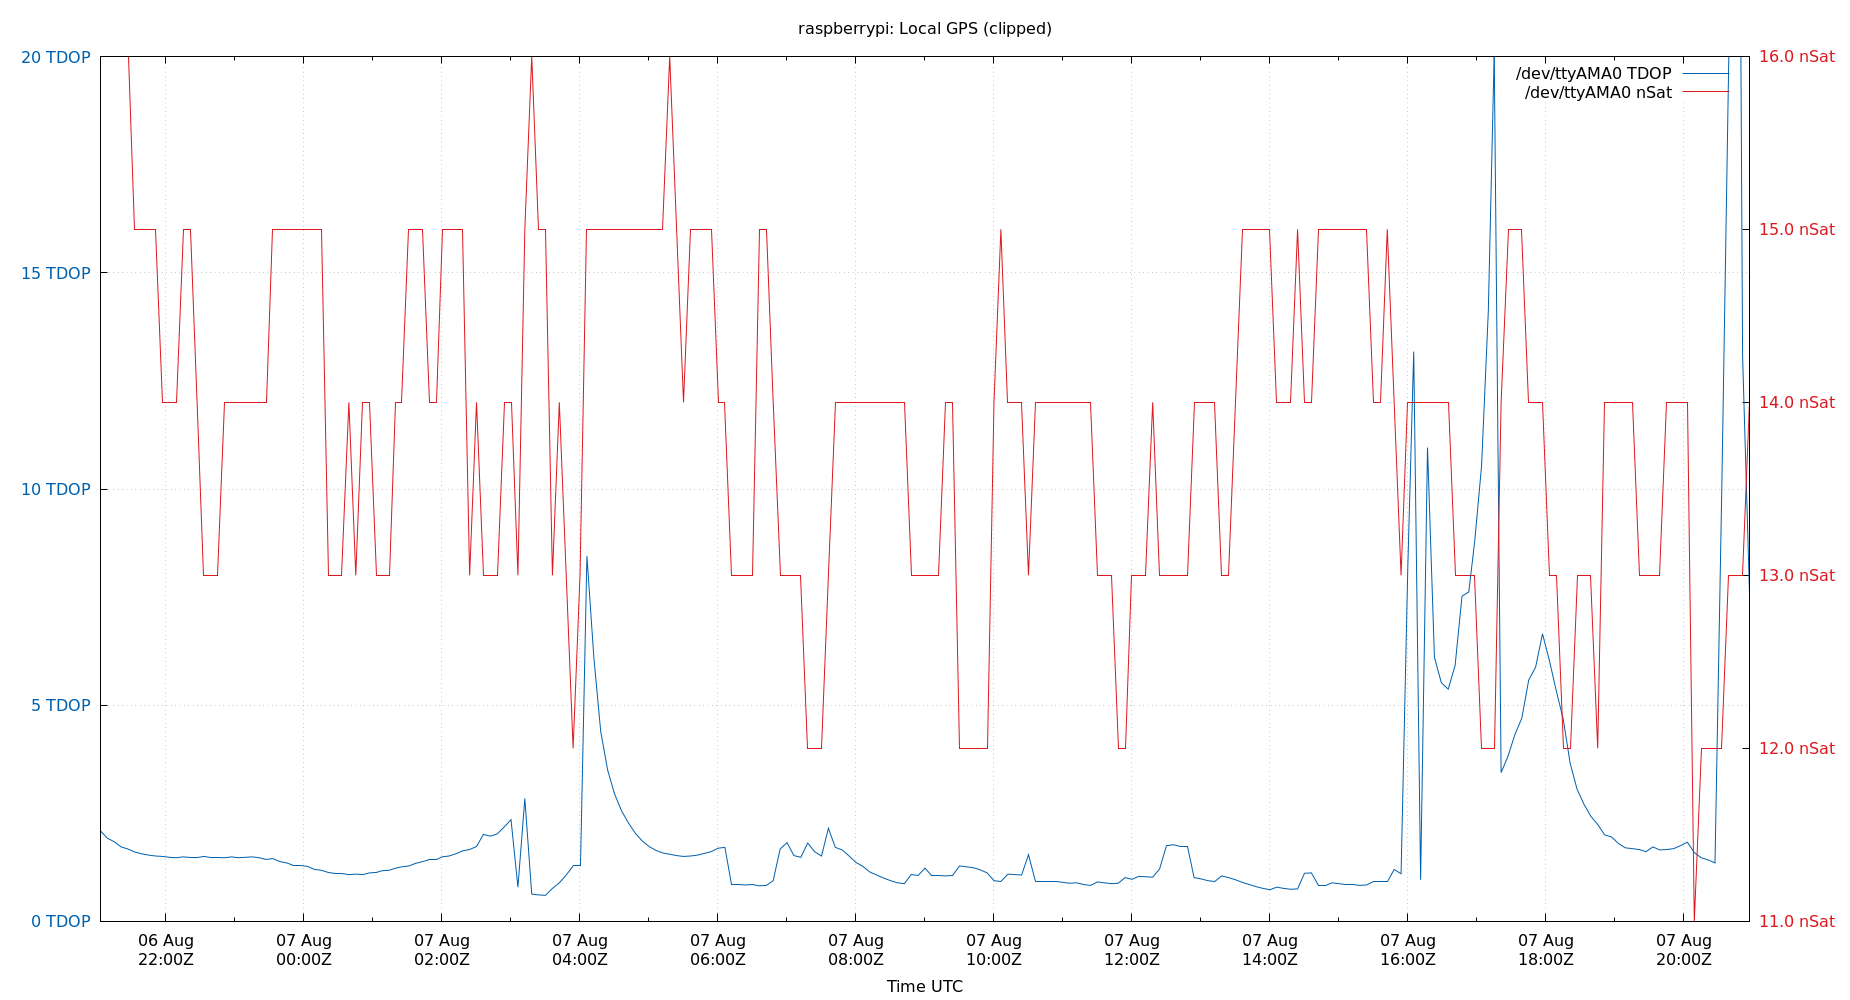 raspberrypi: Local GPS (clipped)
20 TDOP
15 TDOP
10 TDOP
5 TDOP
0 TDOP
16.0 nSat
15.0 nSat
14.0 nSat
13.0 nSat
12.0 nSat
11.0 nSat
/dev/ttyAMA0 TDOP
/dev/ttyAMA0 nSat
06 Aug 07 Aug 07 Aug 07 Aug 07 Aug 07 Aug 07 Aug 07 Aug 07 Aug 07 Aug 07 Aug 07 Aug
22:00Z 00:00Z 02:00Z 04:00Z 06:00Z 08:00Z 10:00Z 12:00Z 14:00Z 16:00Z 18:00Z 20:00Z
Time UTC